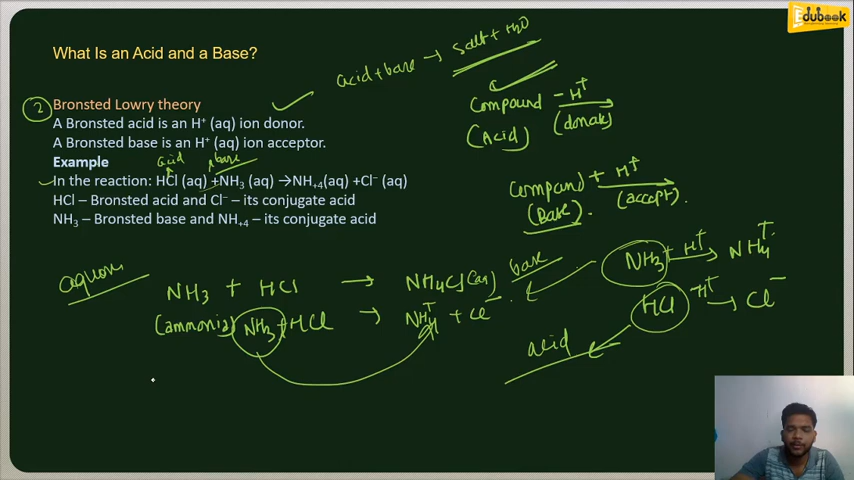 Edubook
What Is an Acid and a Base?
acid+base → salt + H2O
2 Bronsted Lowry theory
A Bronsted acid is an H⁺ (aq) ion donor.
A Bronsted base is an H⁺ (aq) ion acceptor.
Example
acid base
In the reaction: HCl (aq) +NH₃ (aq) →NH₊₄(aq) +Cl⁻ (aq)
HCl – Bronsted acid and Cl⁻ – its conjugate acid
NH₃ – Bronsted base and NH₊₄ – its conjugate acid
Compound - H⁺ →
(Acid) (donate)
Compound + H⁺ →
(Base). (accept).
NH3 + H⁺ → NH4⁺
base
HCl - H⁺ → Cl⁻
acid
NH3 + HCl → NH4Cl(aq)
(ammonia) NH3 + HCl → NH4⁺ + Cl⁻